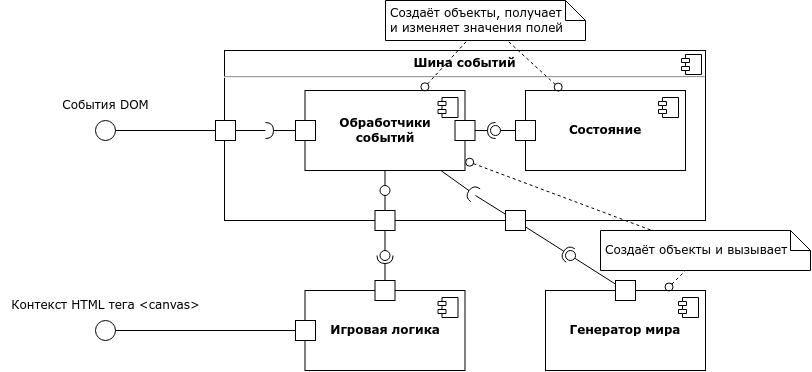 Создаёт объекты, получает
и изменяет значения полей
Шина событий
События DOM
Обработчики
событий
Состояние
Создаёт объекты и вызывает
Контекст HTML тега <canvas>
Игровая логика
Генератор мира